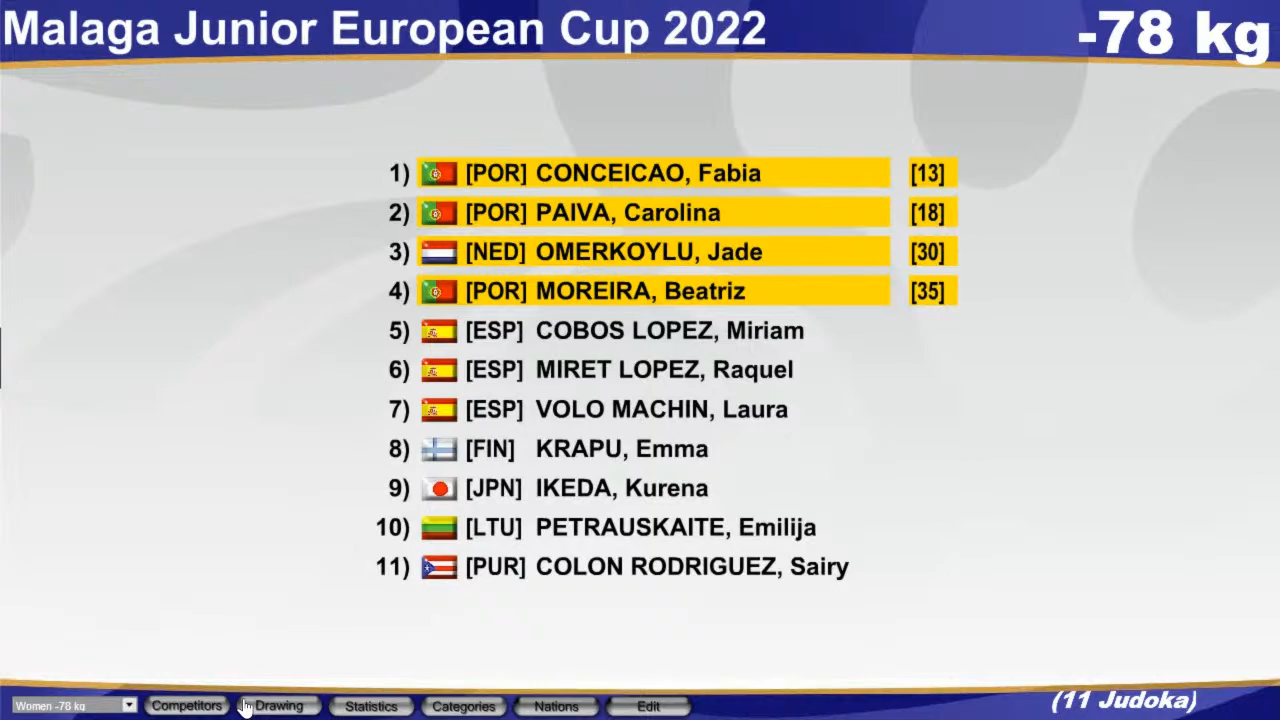 Malaga Junior European Cup 2022 -78 kg
1) [POR] CONCEICAO, Fabia [13]
2) [POR] PAIVA, Carolina [18]
3) [NED] OMERKOYLU, Jade [30]
4) [POR] MOREIRA, Beatriz [35]
5) [ESP] COBOS LOPEZ, Miriam
6) [ESP] MIRET LOPEZ, Raquel
7) [ESP] VOLO MACHIN, Laura
8) [FIN] KRAPU, Emma
9) [JPN] IKEDA, Kurena
10) [LTU] PETRAUSKAITE, Emilija
11) [PUR] COLON RODRIGUEZ, Sairy
Women -78 kg Competitors Drawing Statistics Categories Nations Edit (11 Judoka)